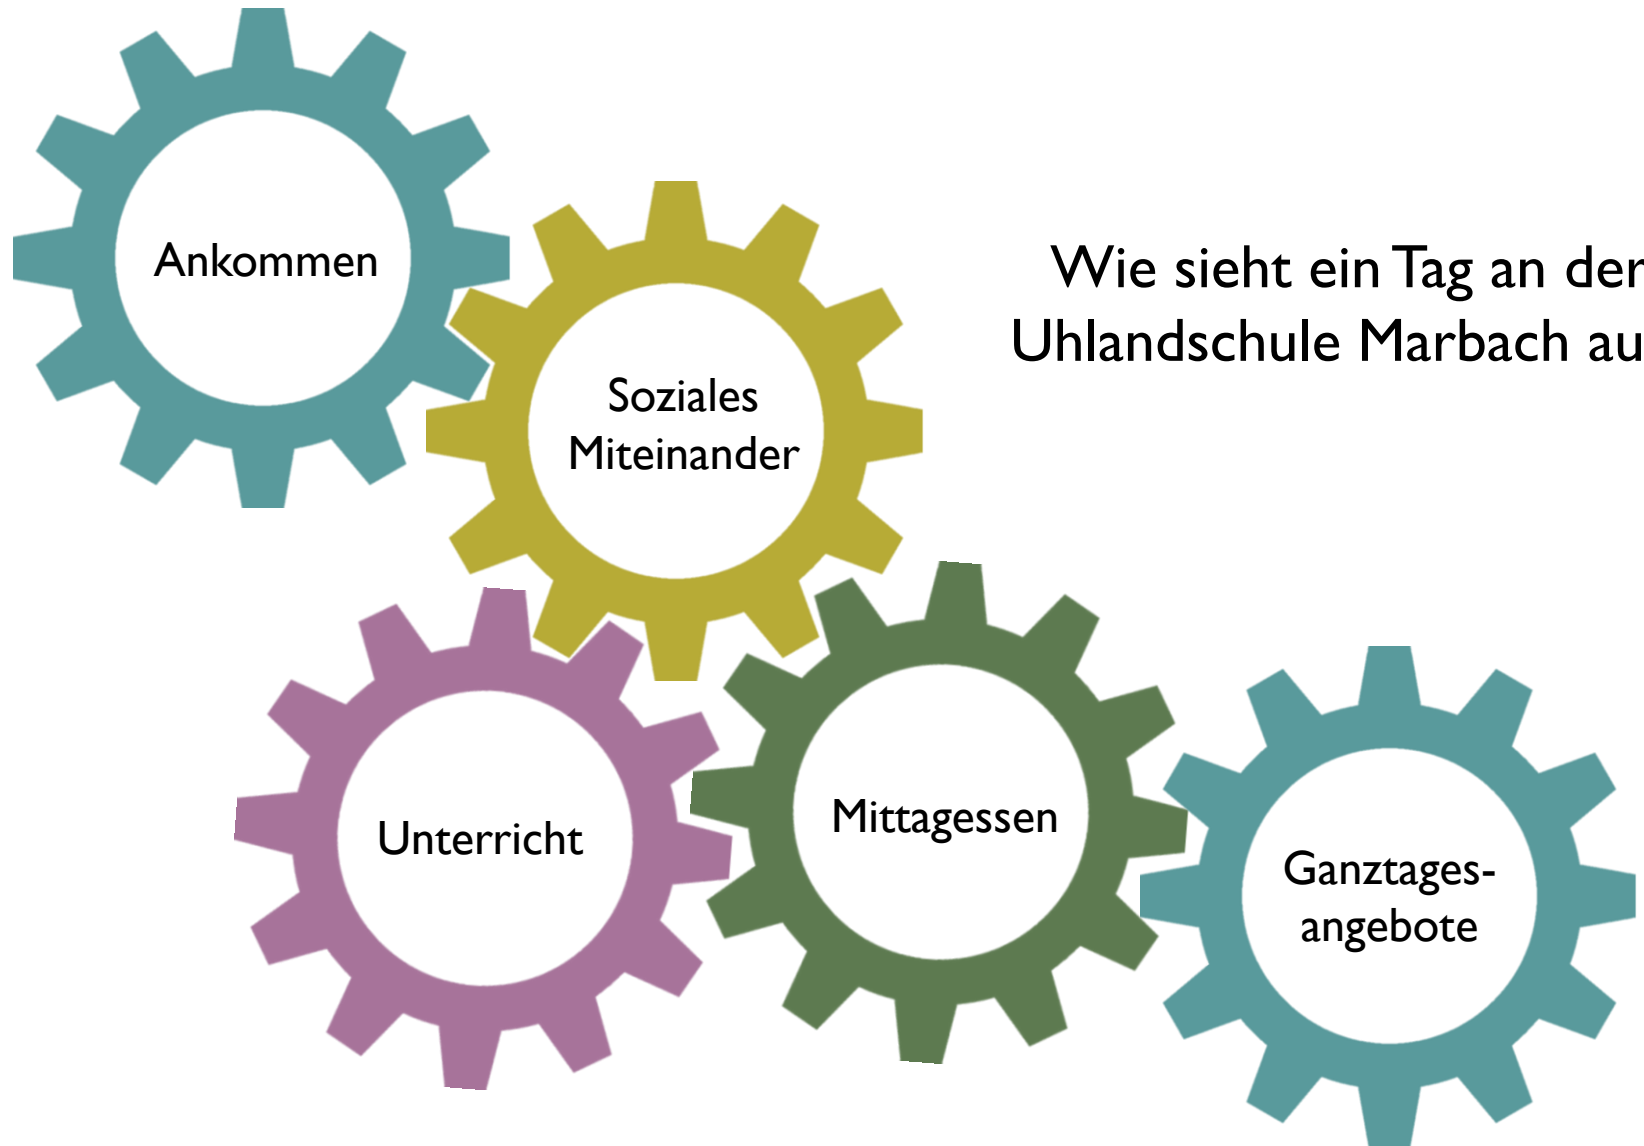 Ankommen
Wie sieht ein Tag an der
Uhlandschule Marbach au
Soziales
Miteinander
Unterricht
Mittagessen
Ganztages-
angebote